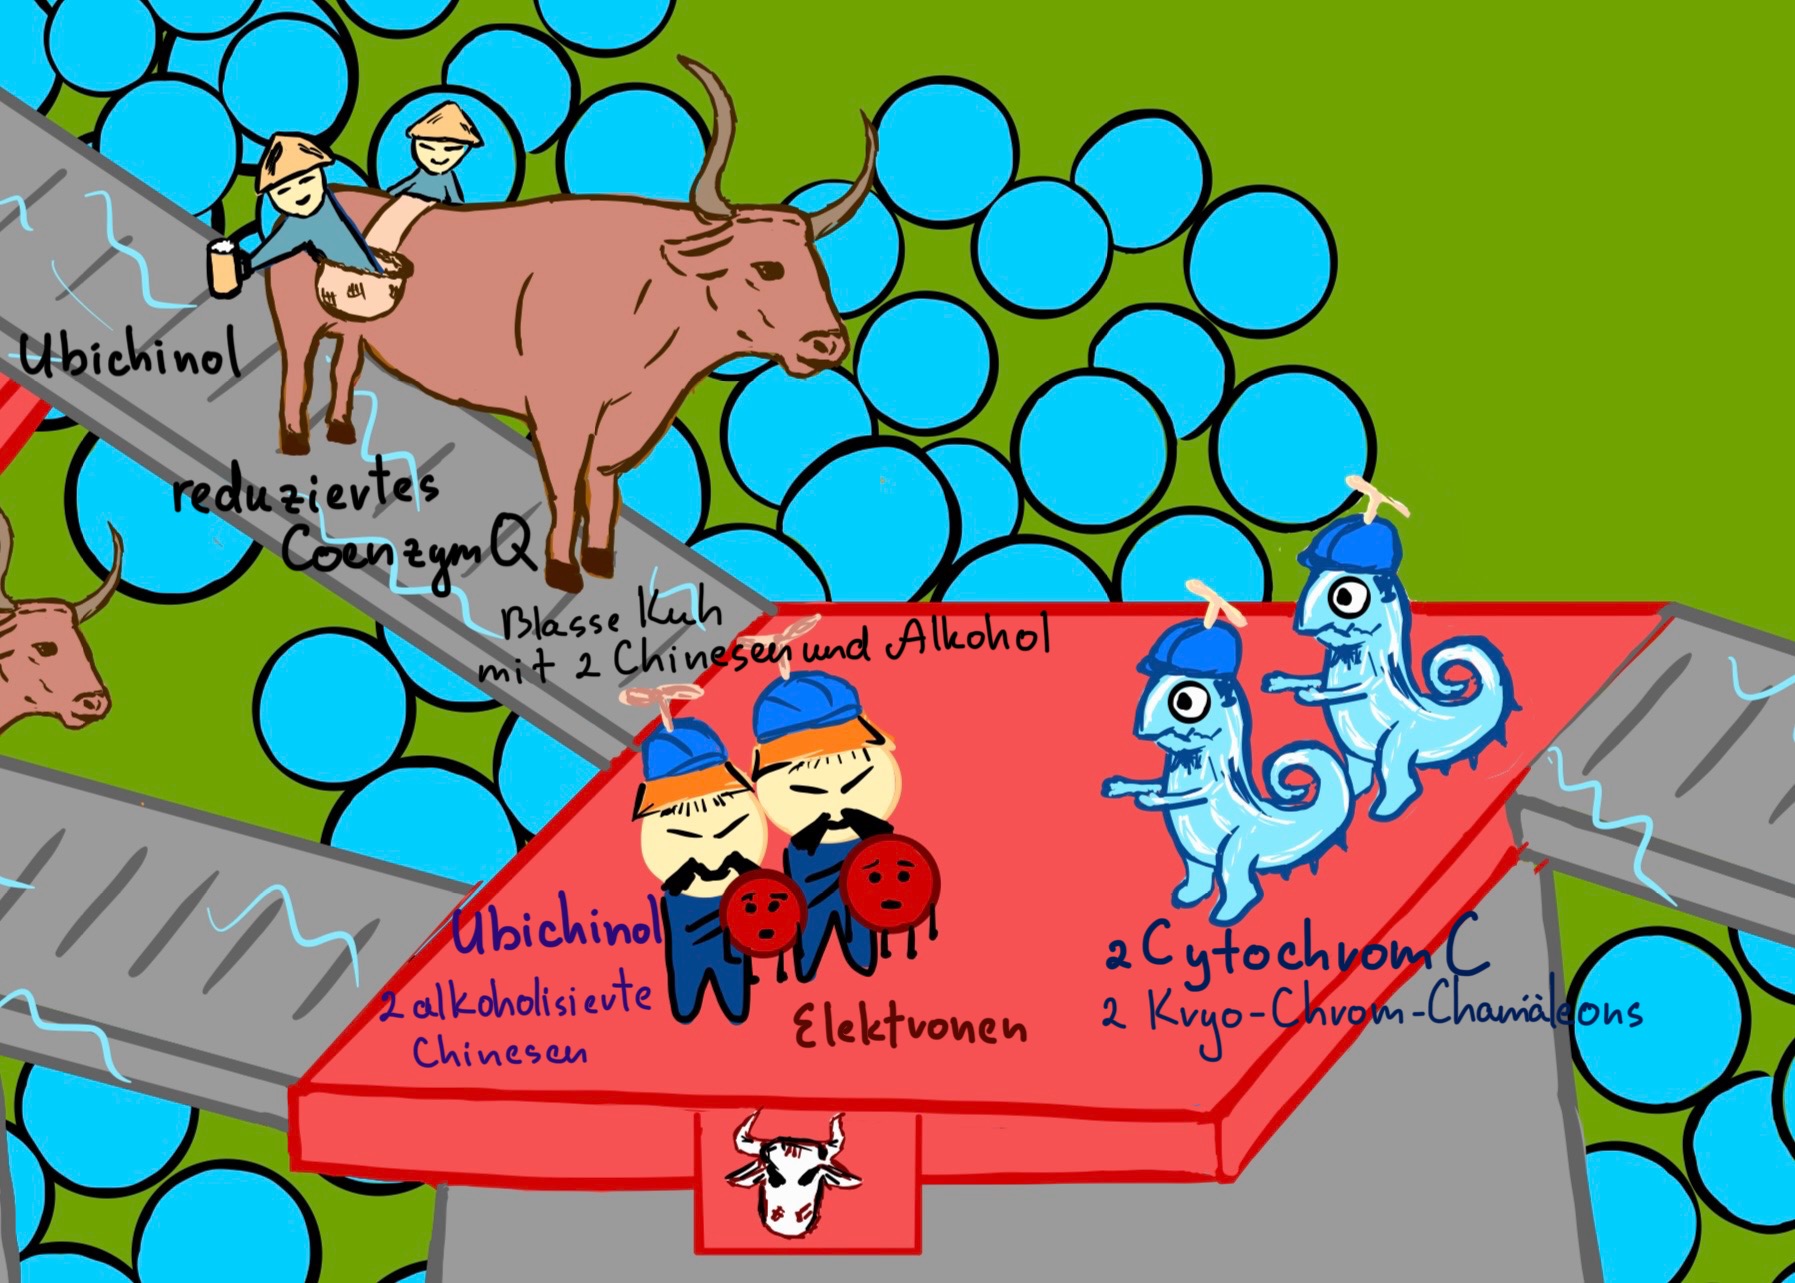 Ubichinol
reduziertes
Coenzym Q
Blasse Kuh
mit 2 Chinesen und Alkohol
Ubichinol
2 alkoholisierte
Chinesen
Elektronen
2 Cytochrom C
2 Kryo-Chrom-Chamäleons